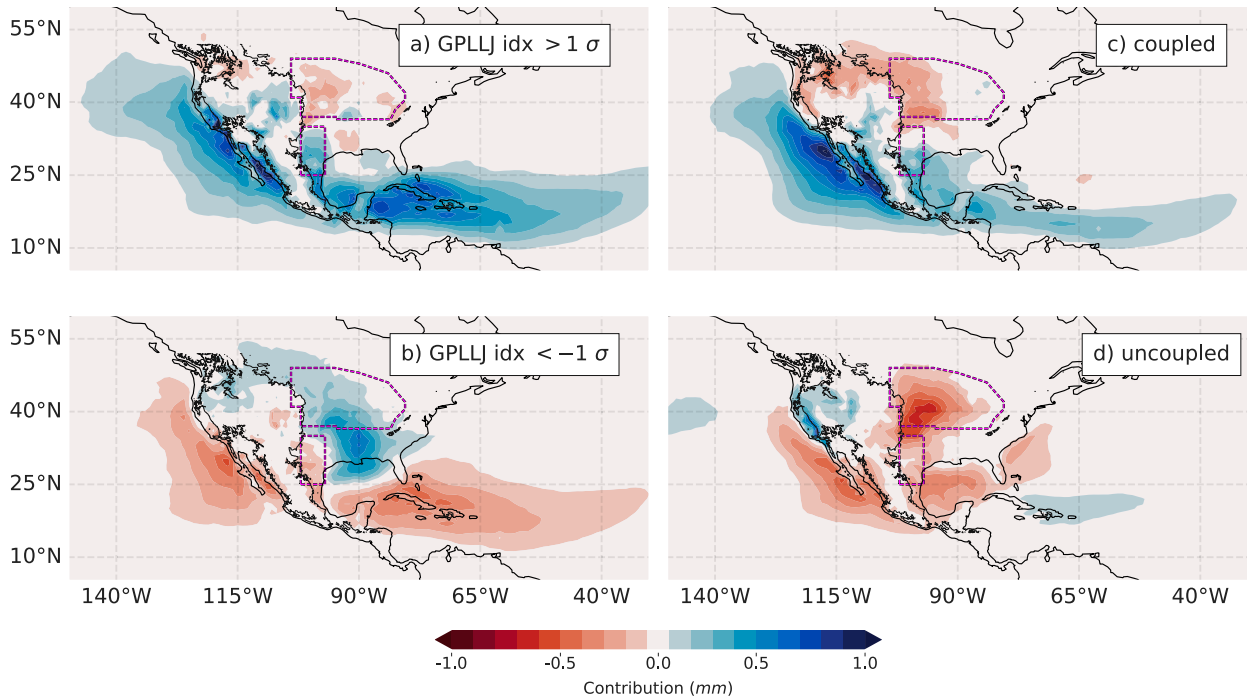 55°N
40°N
25°N
10°N
a) GPLLJ idx > 1 σ
c) coupled
55°N
40°N
25°N
10°N
b) GPLLJ idx < −1 σ
d) uncoupled
140°W 115°W 90°W 65°W 40°W
140°W 115°W 90°W 65°W 40°W
-1.0 -0.5 0.0 0.5 1.0
Contribution (mm)